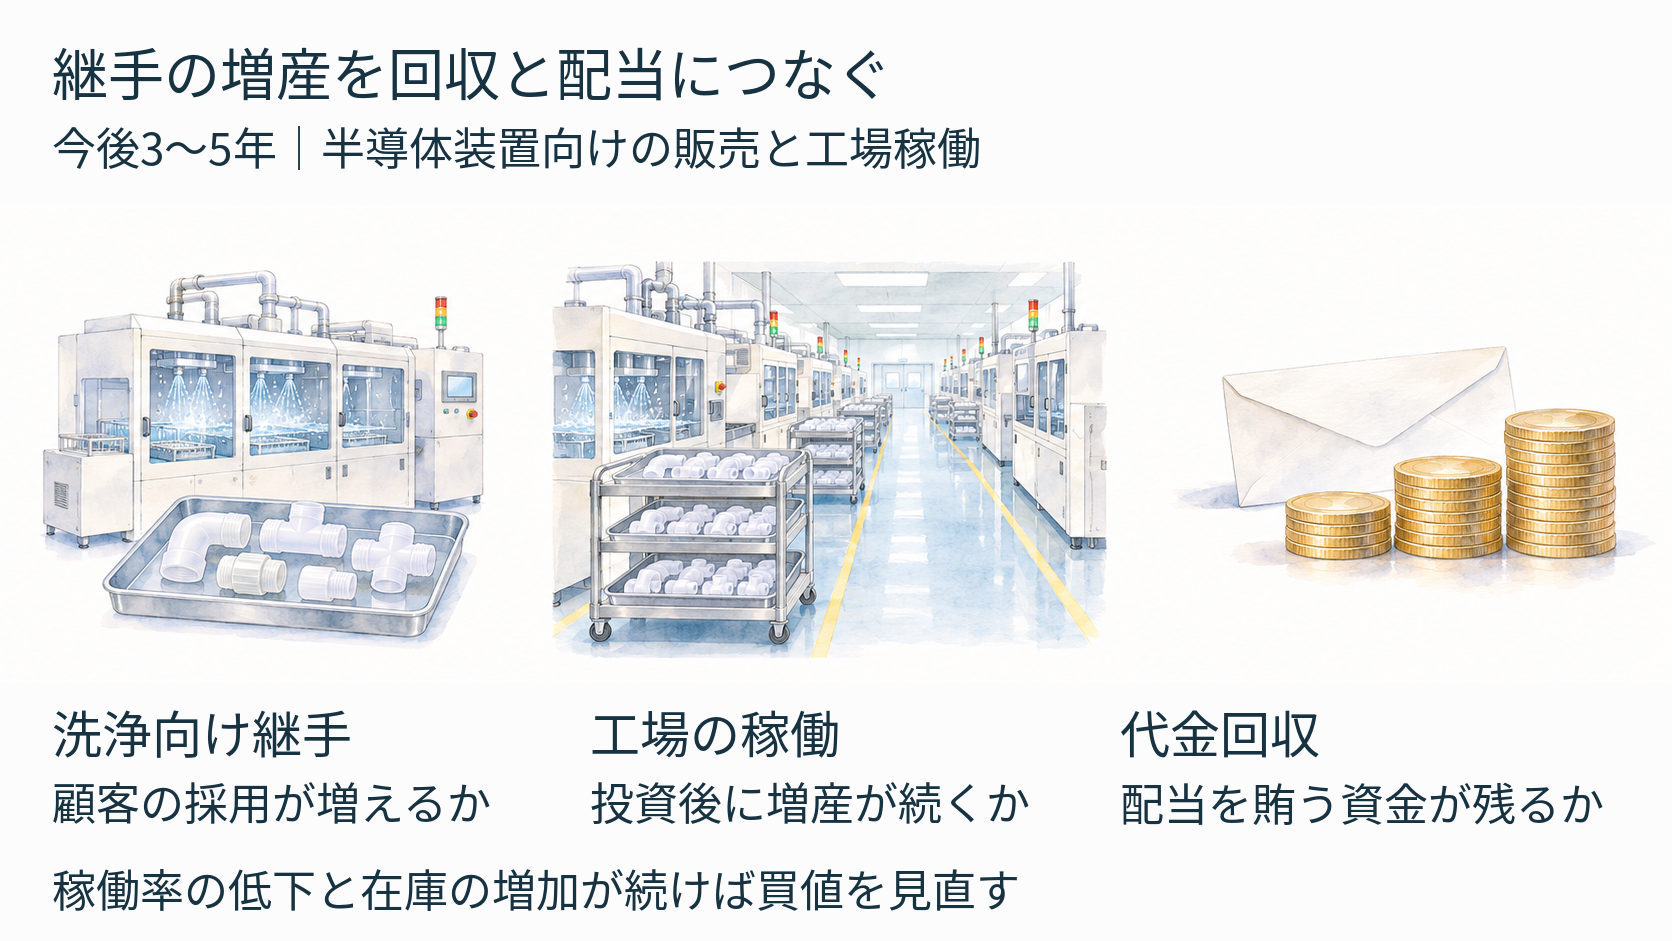 継手の増産を回収と配当につなぐ
今後3～5年｜半導体装置向けの販売と工場稼働
洗浄向け継手
顧客の採用が増えるか
工場の稼働
投資後に増産が続くか
代金回収
配当を賄う資金が残るか
稼働率の低下と在庫の増加が続けば買値を見直す